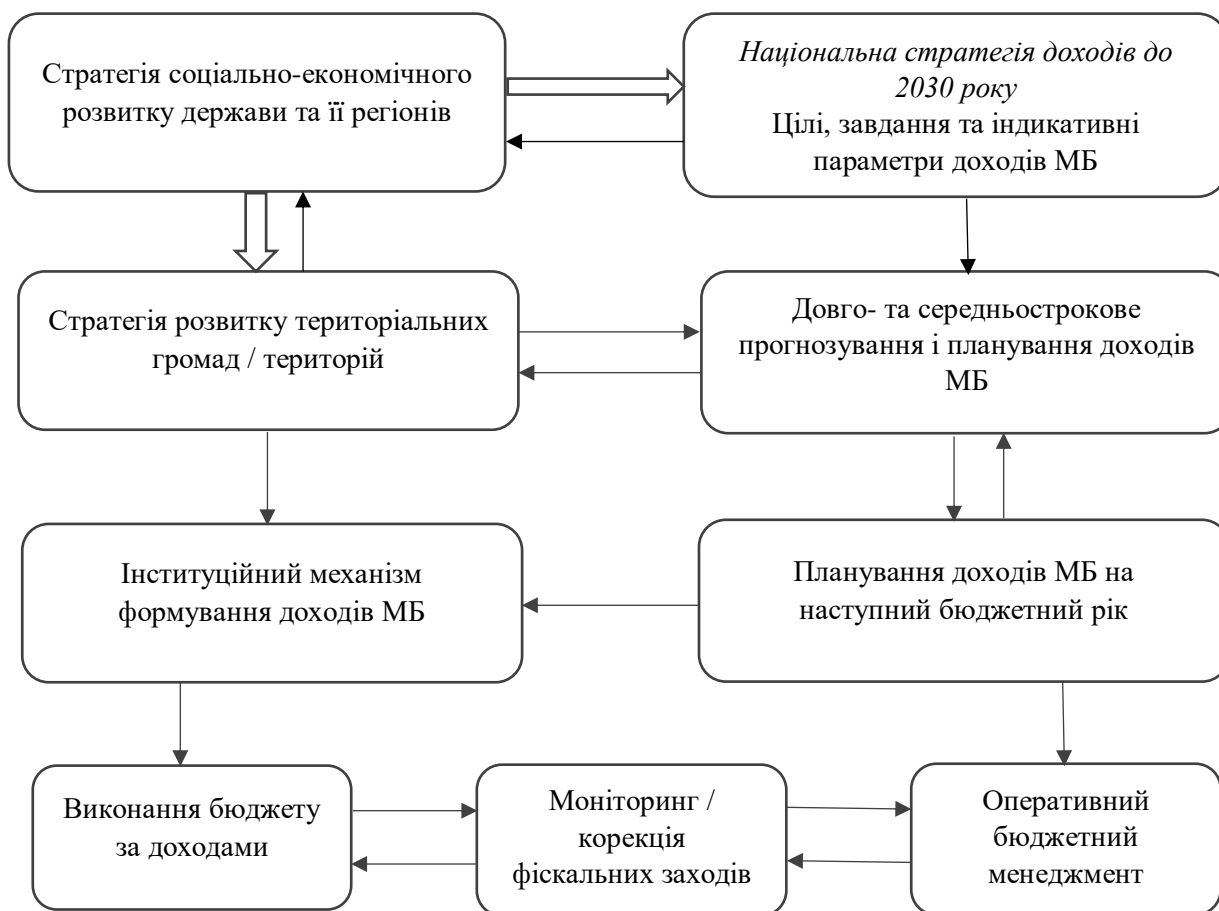 Стратегія соціально-економічного
розвитку держави та її регіонів
Національна стратегія доходів до
2030 року
Цілі, завдання та індикативні
параметри доходів МБ
Стратегія розвитку територіальних
громад / територій
Довго- та середньострокове
прогнозування і планування доходів
МБ
Інституційний механізм
формування доходів МБ
Планування доходів МБ на
наступний бюджетний рік
Виконання бюджету
за доходами
Моніторинг /
корекція
фіскальних заходів
Оперативний
бюджетний
менеджмент